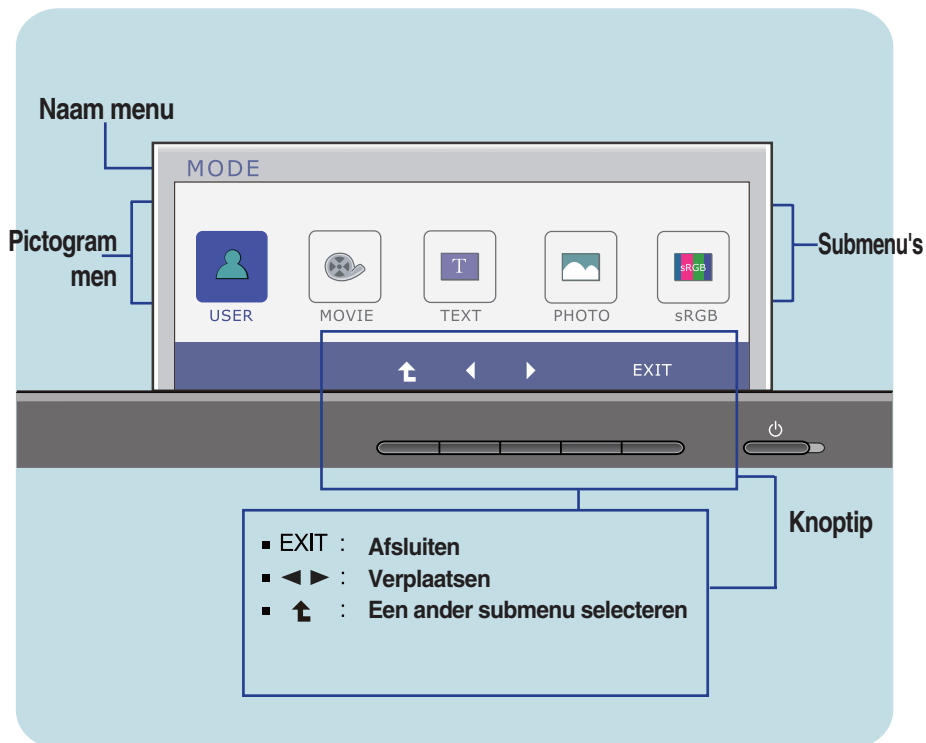 Naam menu
MODE
Pictogram
men
Submenu's
T
sRGB
USER
MOVIE
TEXT
PHOTO
sRGB
EXIT
Knoptip
EXIT : Afsluiten
◄ ► : Verplaatsen
: Een ander submenu selecteren